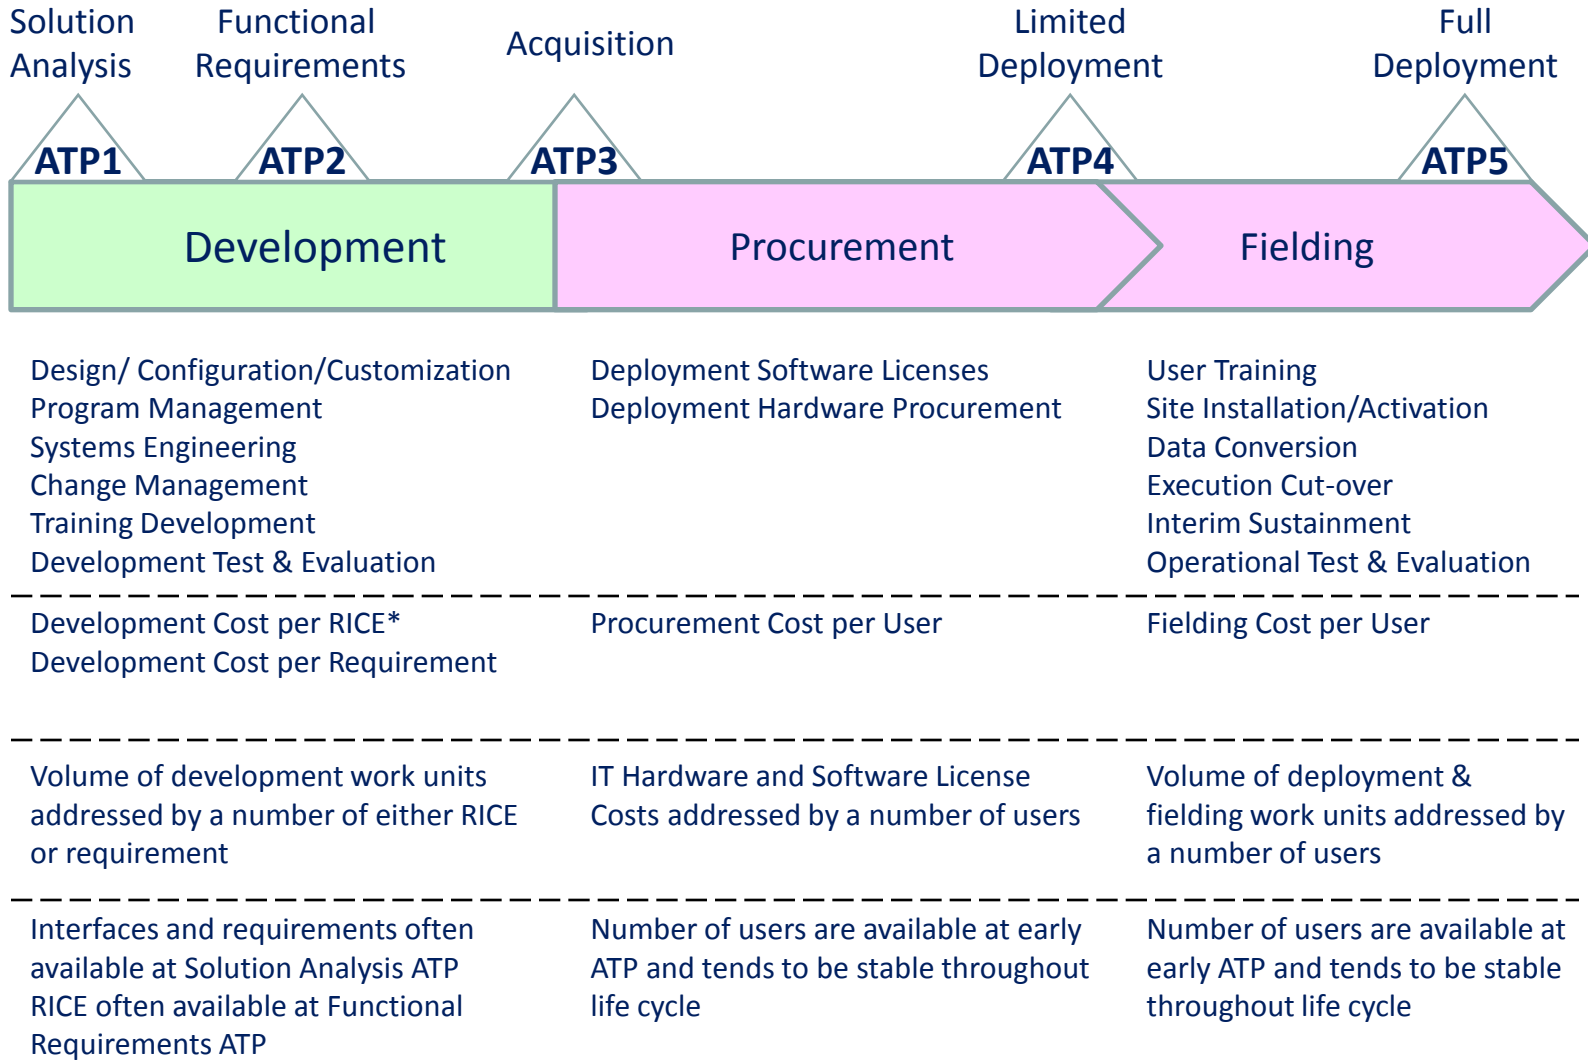 Solution
Analysis
Functional
Requirements
Acquisition
Limited
Deployment
Full
Deployment
ATP1
ATP2
ATP3
ATP4
ATP5
Development
Procurement
Fielding
Design/ Configuration/Customization
Program Management
Systems Engineering
Change Management
Training Development
Development Test & Evaluation
Deployment Software Licenses
Deployment Hardware Procurement
User Training
Site Installation/Activation
Data Conversion
Execution Cut-over
Interim Sustainment
Operational Test & Evaluation
Development Cost per RICE*
Development Cost per Requirement
Procurement Cost per User
Fielding Cost per User
Volume of development work units
addressed by a number of either RICE
or requirement
IT Hardware and Software License
Costs addressed by a number of users
Volume of deployment &
fielding work units addressed by
a number of users
Interfaces and requirements often
available at Solution Analysis ATP
RICE often available at Functional
Requirements ATP
Number of users are available at early
ATP and tends to be stable throughout
life cycle
Number of users are available at
early ATP and tends to be stable
throughout life cycle